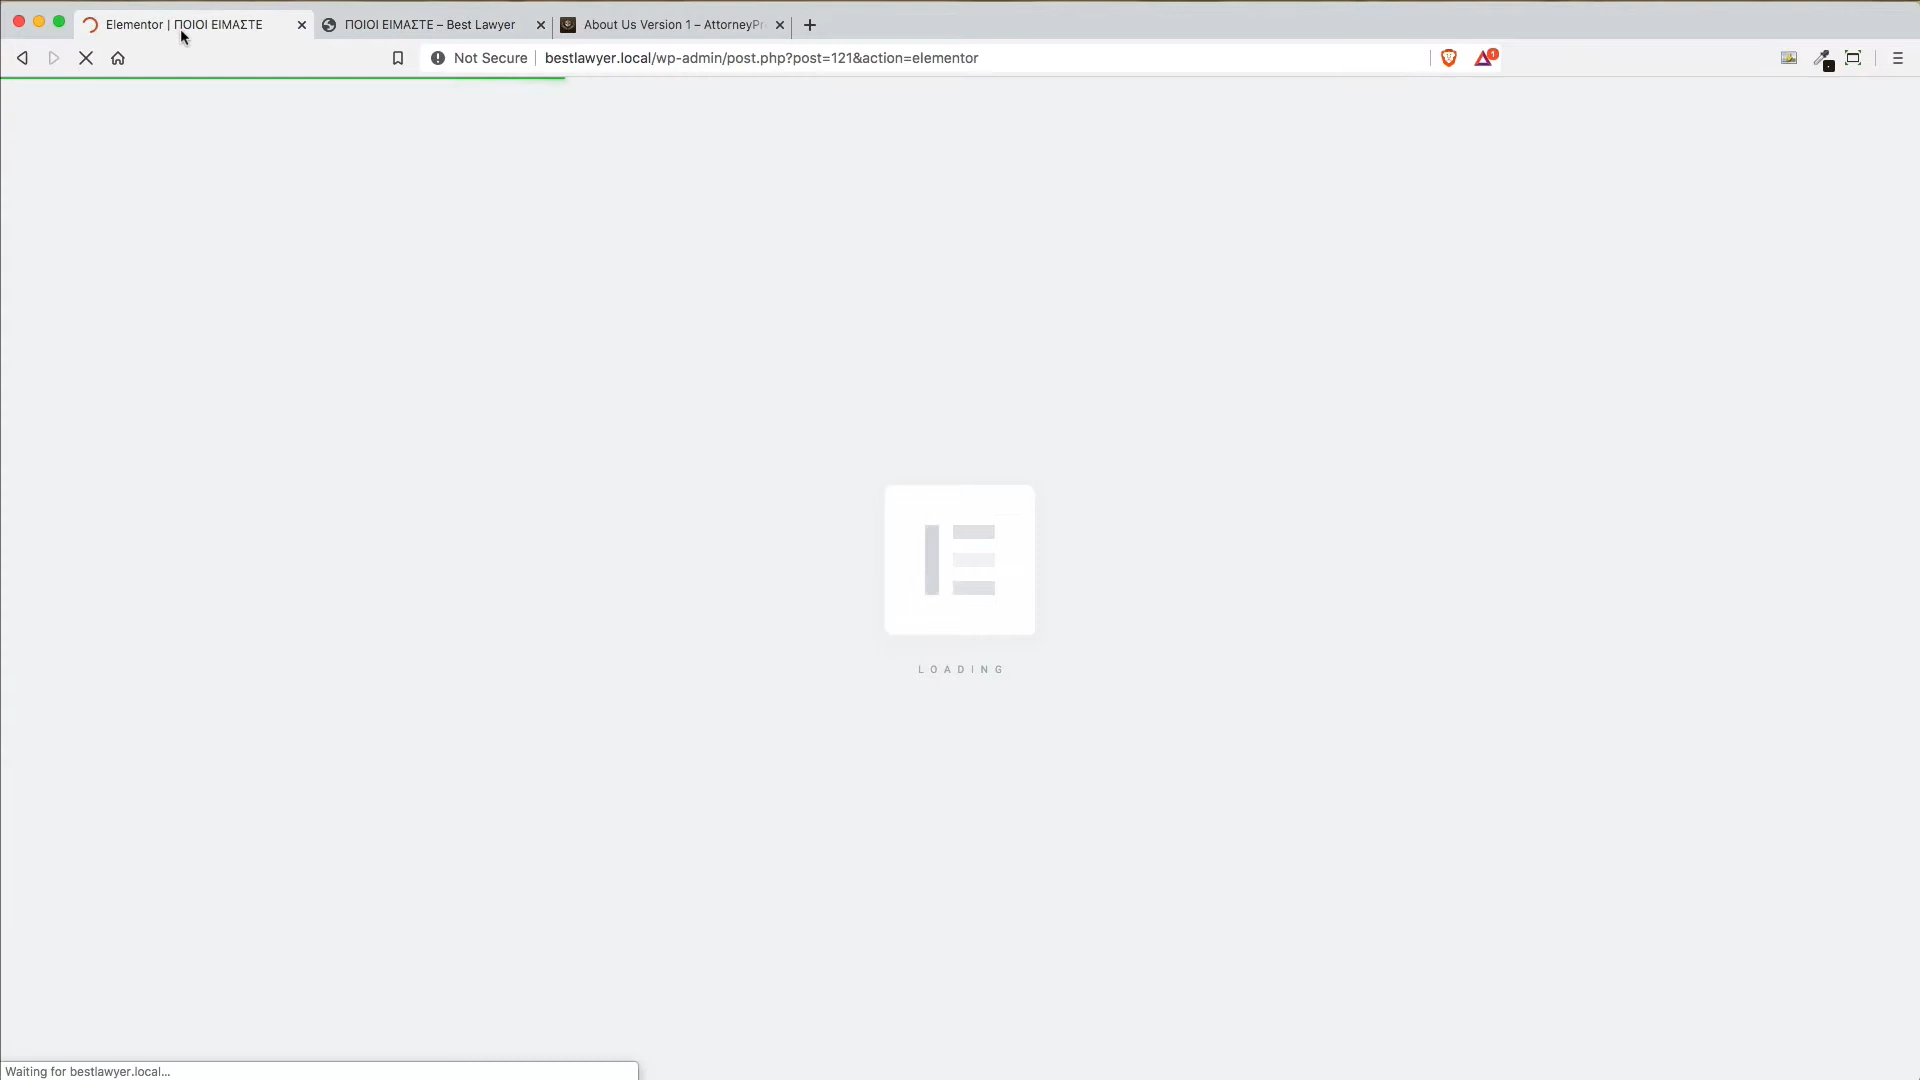 Elementor | ΠΟΙΟΙ ΕΙΜΑΣΤΕ
ΠΟΙΟΙ ΕΙΜΑΣΤΕ – Best Lawyer
About Us Version 1 – AttorneyPr
Not Secure
bestlawyer.local/wp-admin/post.php?post=121&action=elementor
1
LOADING
Waiting for bestlawyer.local...